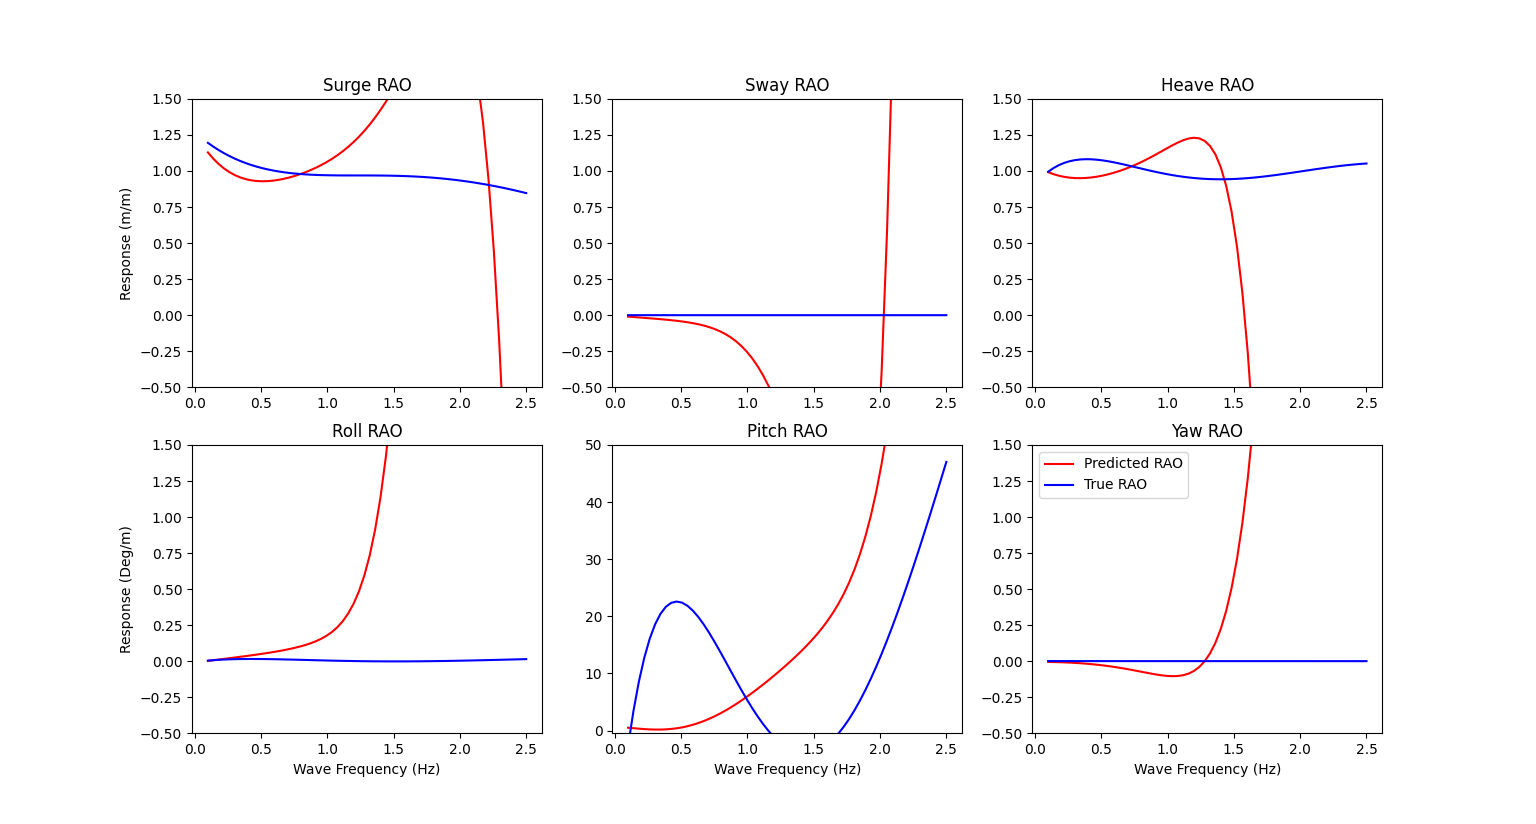 Surge RAO
Sway RAO
Heave RAO
Response (m/m)
1.50
1.25
1.00
0.75
0.50
0.25
0.00
−0.25
−0.50
0.0 0.5 1.0 1.5 2.0 2.5
1.50
1.25
1.00
0.75
0.50
0.25
0.00
−0.25
−0.50
0.0 0.5 1.0 1.5 2.0 2.5
1.50
1.25
1.00
0.75
0.50
0.25
0.00
−0.25
−0.50
0.0 0.5 1.0 1.5 2.0 2.5
Roll RAO
Pitch RAO
Yaw RAO
Response (Deg/m)
1.50
1.25
1.00
0.75
0.50
0.25
0.00
−0.25
−0.50
0.0 0.5 1.0 1.5 2.0 2.5
Wave Frequency (Hz)
50
40
30
20
10
0
0.0 0.5 1.0 1.5 2.0 2.5
Wave Frequency (Hz)
1.50
1.25
1.00
0.75
0.50
0.25
0.00
−0.25
−0.50
Predicted RAO
True RAO
0.0 0.5 1.0 1.5 2.0 2.5
Wave Frequency (Hz)